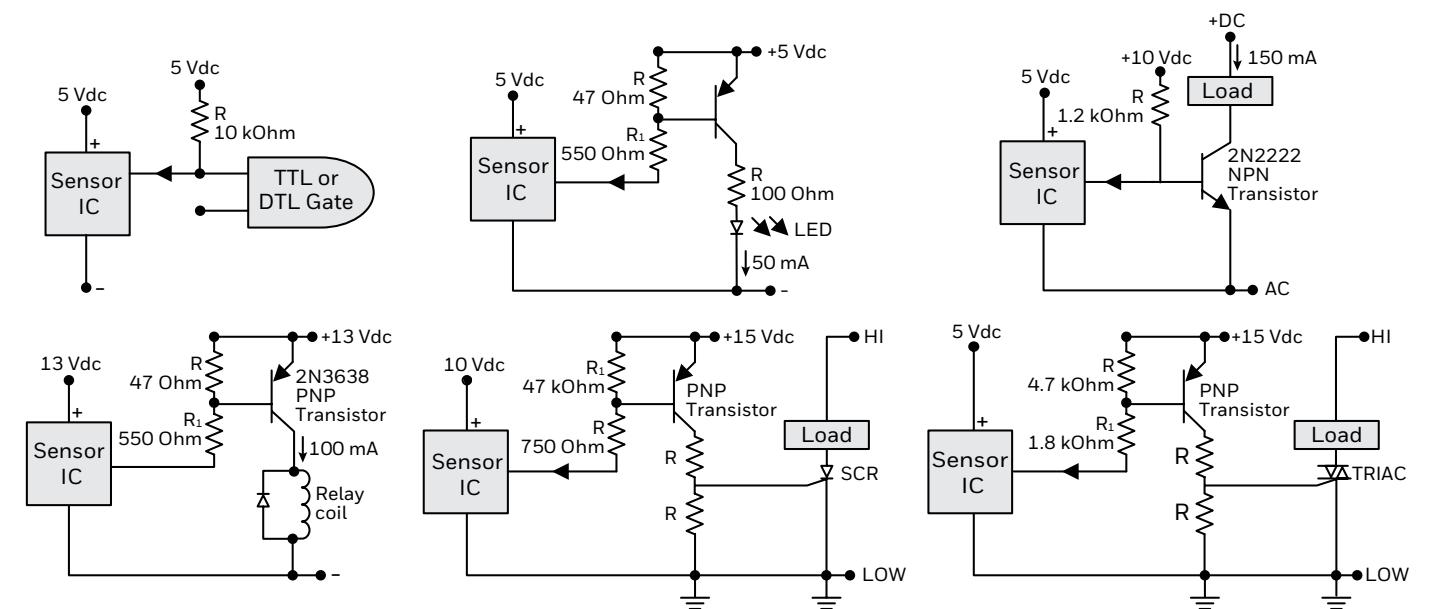 5 Vdc
5 Vdc
+
R
10 kOhm
Sensor
IC
TTL or
DTL Gate
-
+5 Vdc
5 Vdc
+
R
47 Ohm
R1
550 Ohm
Sensor
IC
R
100 Ohm
LED
50 mA
-
+DC
150 mA
+10 Vdc
5 Vdc
Load
R
1.2 kOhm
+
Sensor
IC
2N2222
NPN
Transistor
AC
+13 Vdc
13 Vdc
+
R
47 Ohm
2N3638
PNP
Transistor
R1
550 Ohm
Sensor
IC
100 mA
Relay
coil
-
+15 Vdc
HI
10 Vdc
+
R1
47 kOhm
PNP
Transistor
R
750 Ohm
Load
Sensor
IC
R
SCR
R
LOW
+15 Vdc
HI
5 Vdc
+
R
4.7 kOhm
PNP
Transistor
R1
1.8 kOhm
Load
Sensor
IC
R
TRIAC
R
LOW